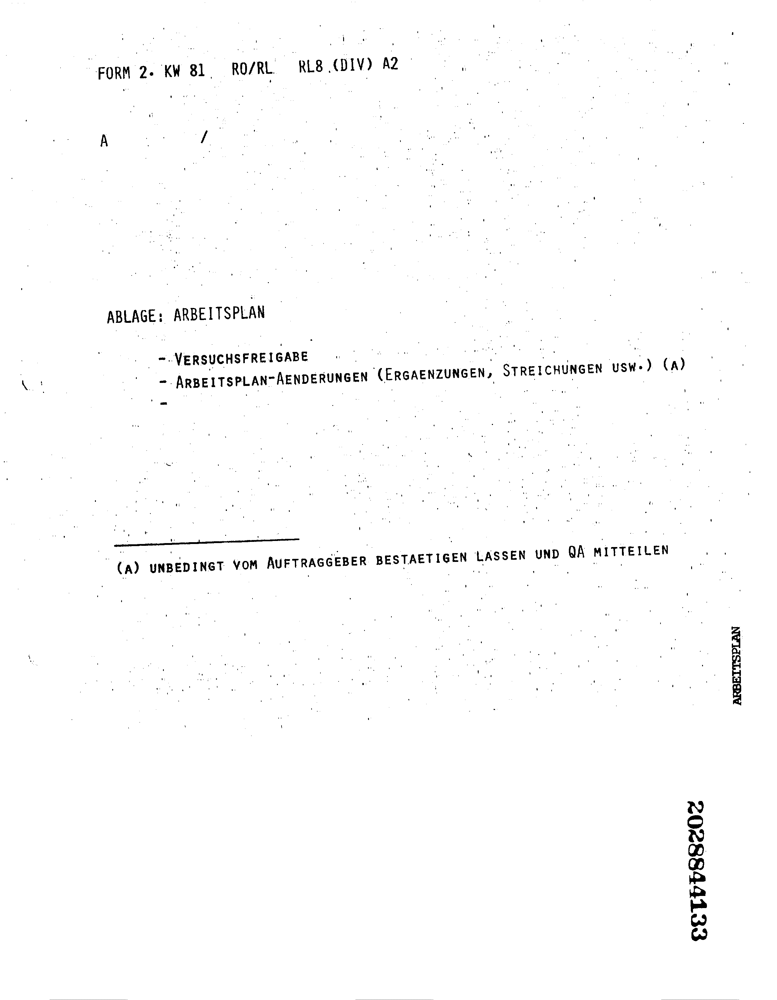 FORM 2. KW 81 RO/RL RL8 (DIV) A2
A /
ABLAGE: ARBEITSPLAN
- VERSUCHSFREIGABE
- ARBEITSPLAN-AENDERUNGEN (ERGAENZUNGEN, STREICHUNGEN USW.) (A)
-
(A) UNBEDINGT VOM AUFTRAGGEBER BESTAETIGEN LASSEN UND QA MITTEILEN
ARBEITSPLAN
2028844133